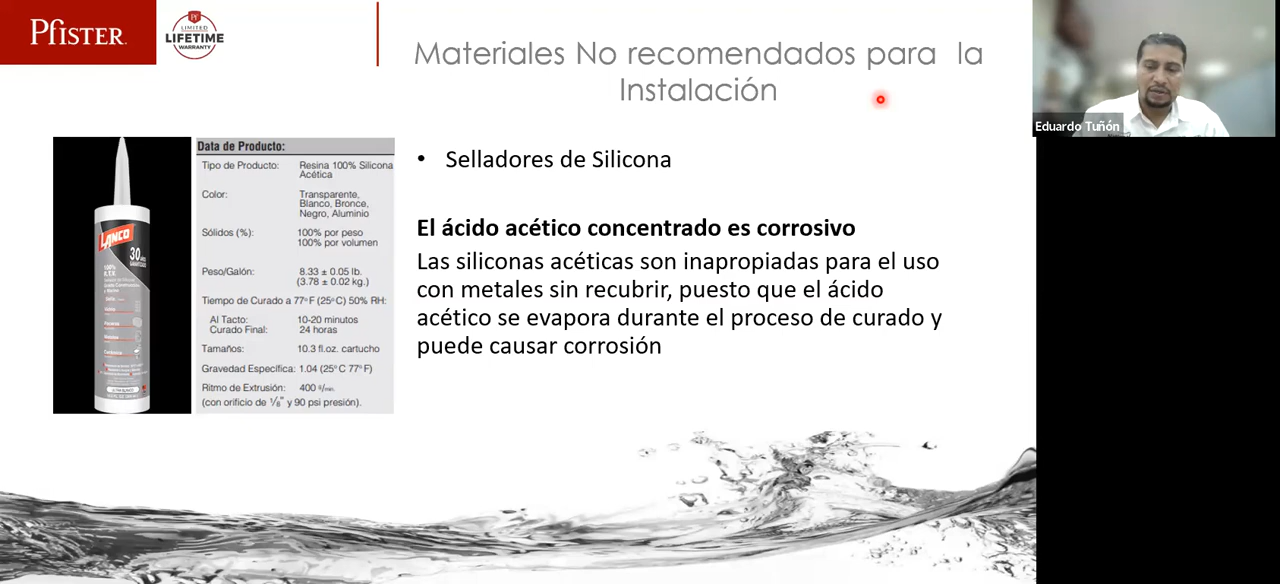 PFISTER
LIMITED
LIFETIME
WARRANTY
Materiales No recomendados para la
Instalación
Eduardo Tuñón
LANCO
30
100%
R.T.V.
Data de Producto:
Tipo de Producto: Resina 100% Silicona
Acética
Color: Transparente,
Blanco, Bronce,
Negro, Aluminio
Sólidos (%): 100% por peso
100% por volumen
Peso/Galón: 8.33 ± 0.05 lb.
(3.78 ± 0.02 kg.)
Tiempo de Curado a 77°F (25°C) 50% RH:
Al Tacto: 10-20 minutos
Curado Final: 24 horas
Tamaños: 10.3 fl.oz. cartucho
Gravedad Específica: 1.04 (25°C 77°F)
Ritmo de Extrusión: 400 g/min.
(con orificio de 1/8" y 90 psi presión).
• Selladores de Silicona
El ácido acético concentrado es corrosivo
Las siliconas acéticas son inapropiadas para el uso
con metales sin recubrir, puesto que el ácido
acético se evapora durante el proceso de curado y
puede causar corrosión